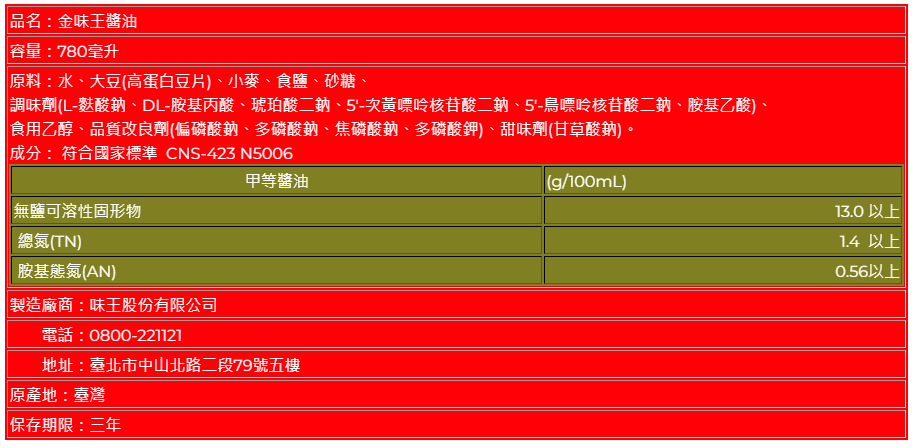 品名：金味王醬油
容量：780毫升
原料：水、大豆(高蛋白豆片)、小麥、食鹽、砂糖、
調味劑(L-麩酸鈉、DL-胺基丙酸、琥珀酸二鈉、5'-次黃嘌呤核苷酸二鈉、5'-鳥嘌呤核苷酸二鈉、胺基乙酸)、
食用乙醇、品質改良劑(偏磷酸鈉、多磷酸鈉、焦磷酸鈉、多磷酸鉀)、甜味劑(甘草酸鈉)。
成分： 符合國家標準 CNS-423 N5006
甲等醬油 (g/100mL)
無鹽可溶性固形物 13.0 以上
總氮(TN) 1.4 以上
胺基態氮(AN) 0.56以上
製造廠商：味王股份有限公司
電話：0800-221121
地址：臺北市中山北路二段79號五樓
原產地：臺灣
保存期限：三年